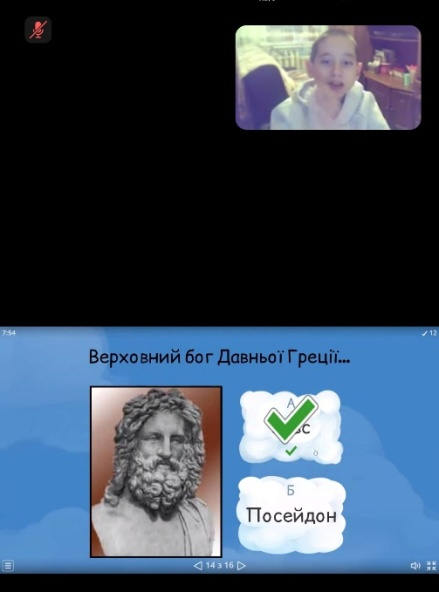 7:54
✓ 12
Верховний бог Давньої Греції...
А
Б
Посейдон
14 з 16